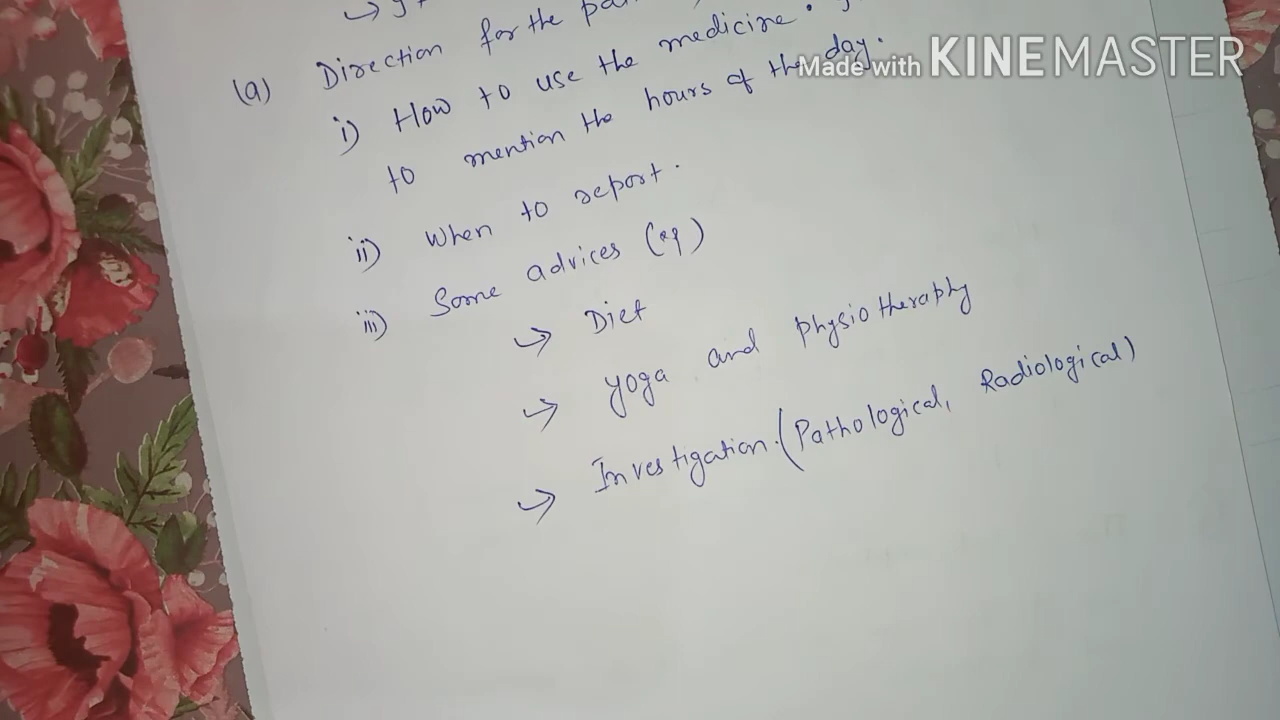 (a) Direction for the
i) How to use the medicine.
to mention the hours of the day.
ii) When to report.
iii) Some advices (eg)
→ Diet
→ yoga and physiotheraphy
→ Investigation. (Pathological, Radiological)
Made with KINEMASTER